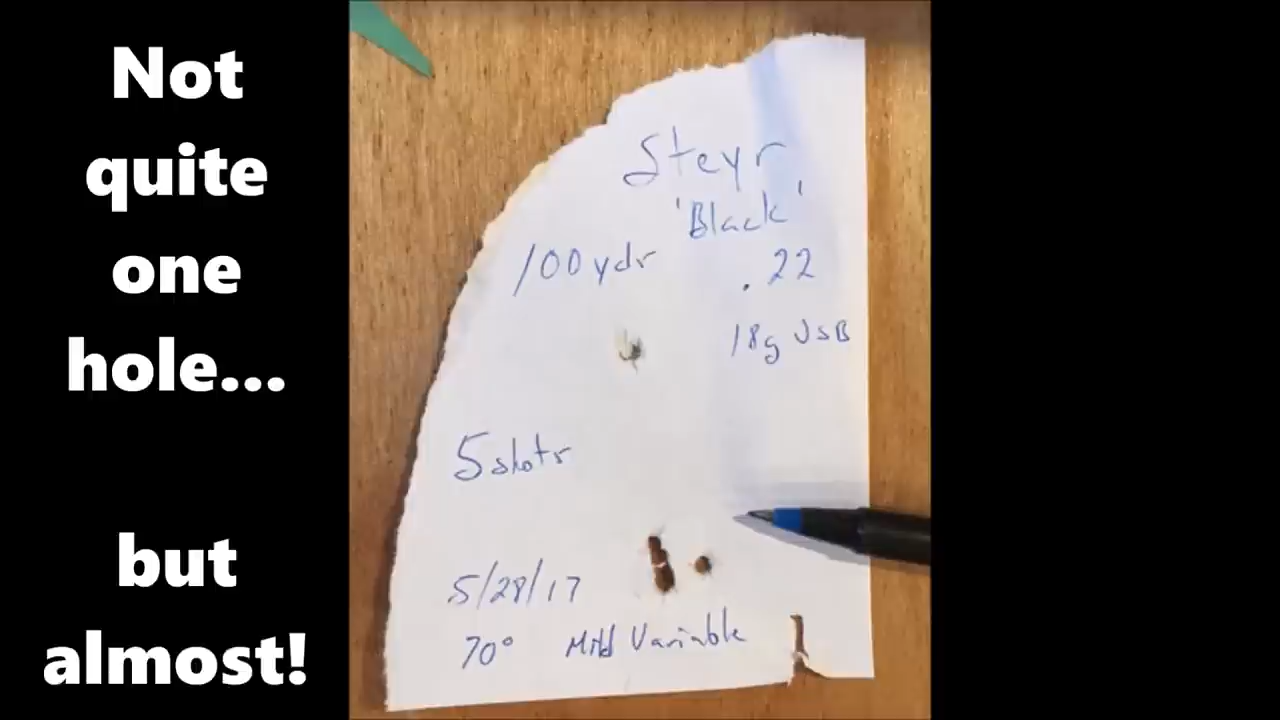 Not
quite
one
hole...
but
almost!
Steyr
'Black'
100 yds
.22
18g JSB
5 shots
5/28/17
70° Mild Variable